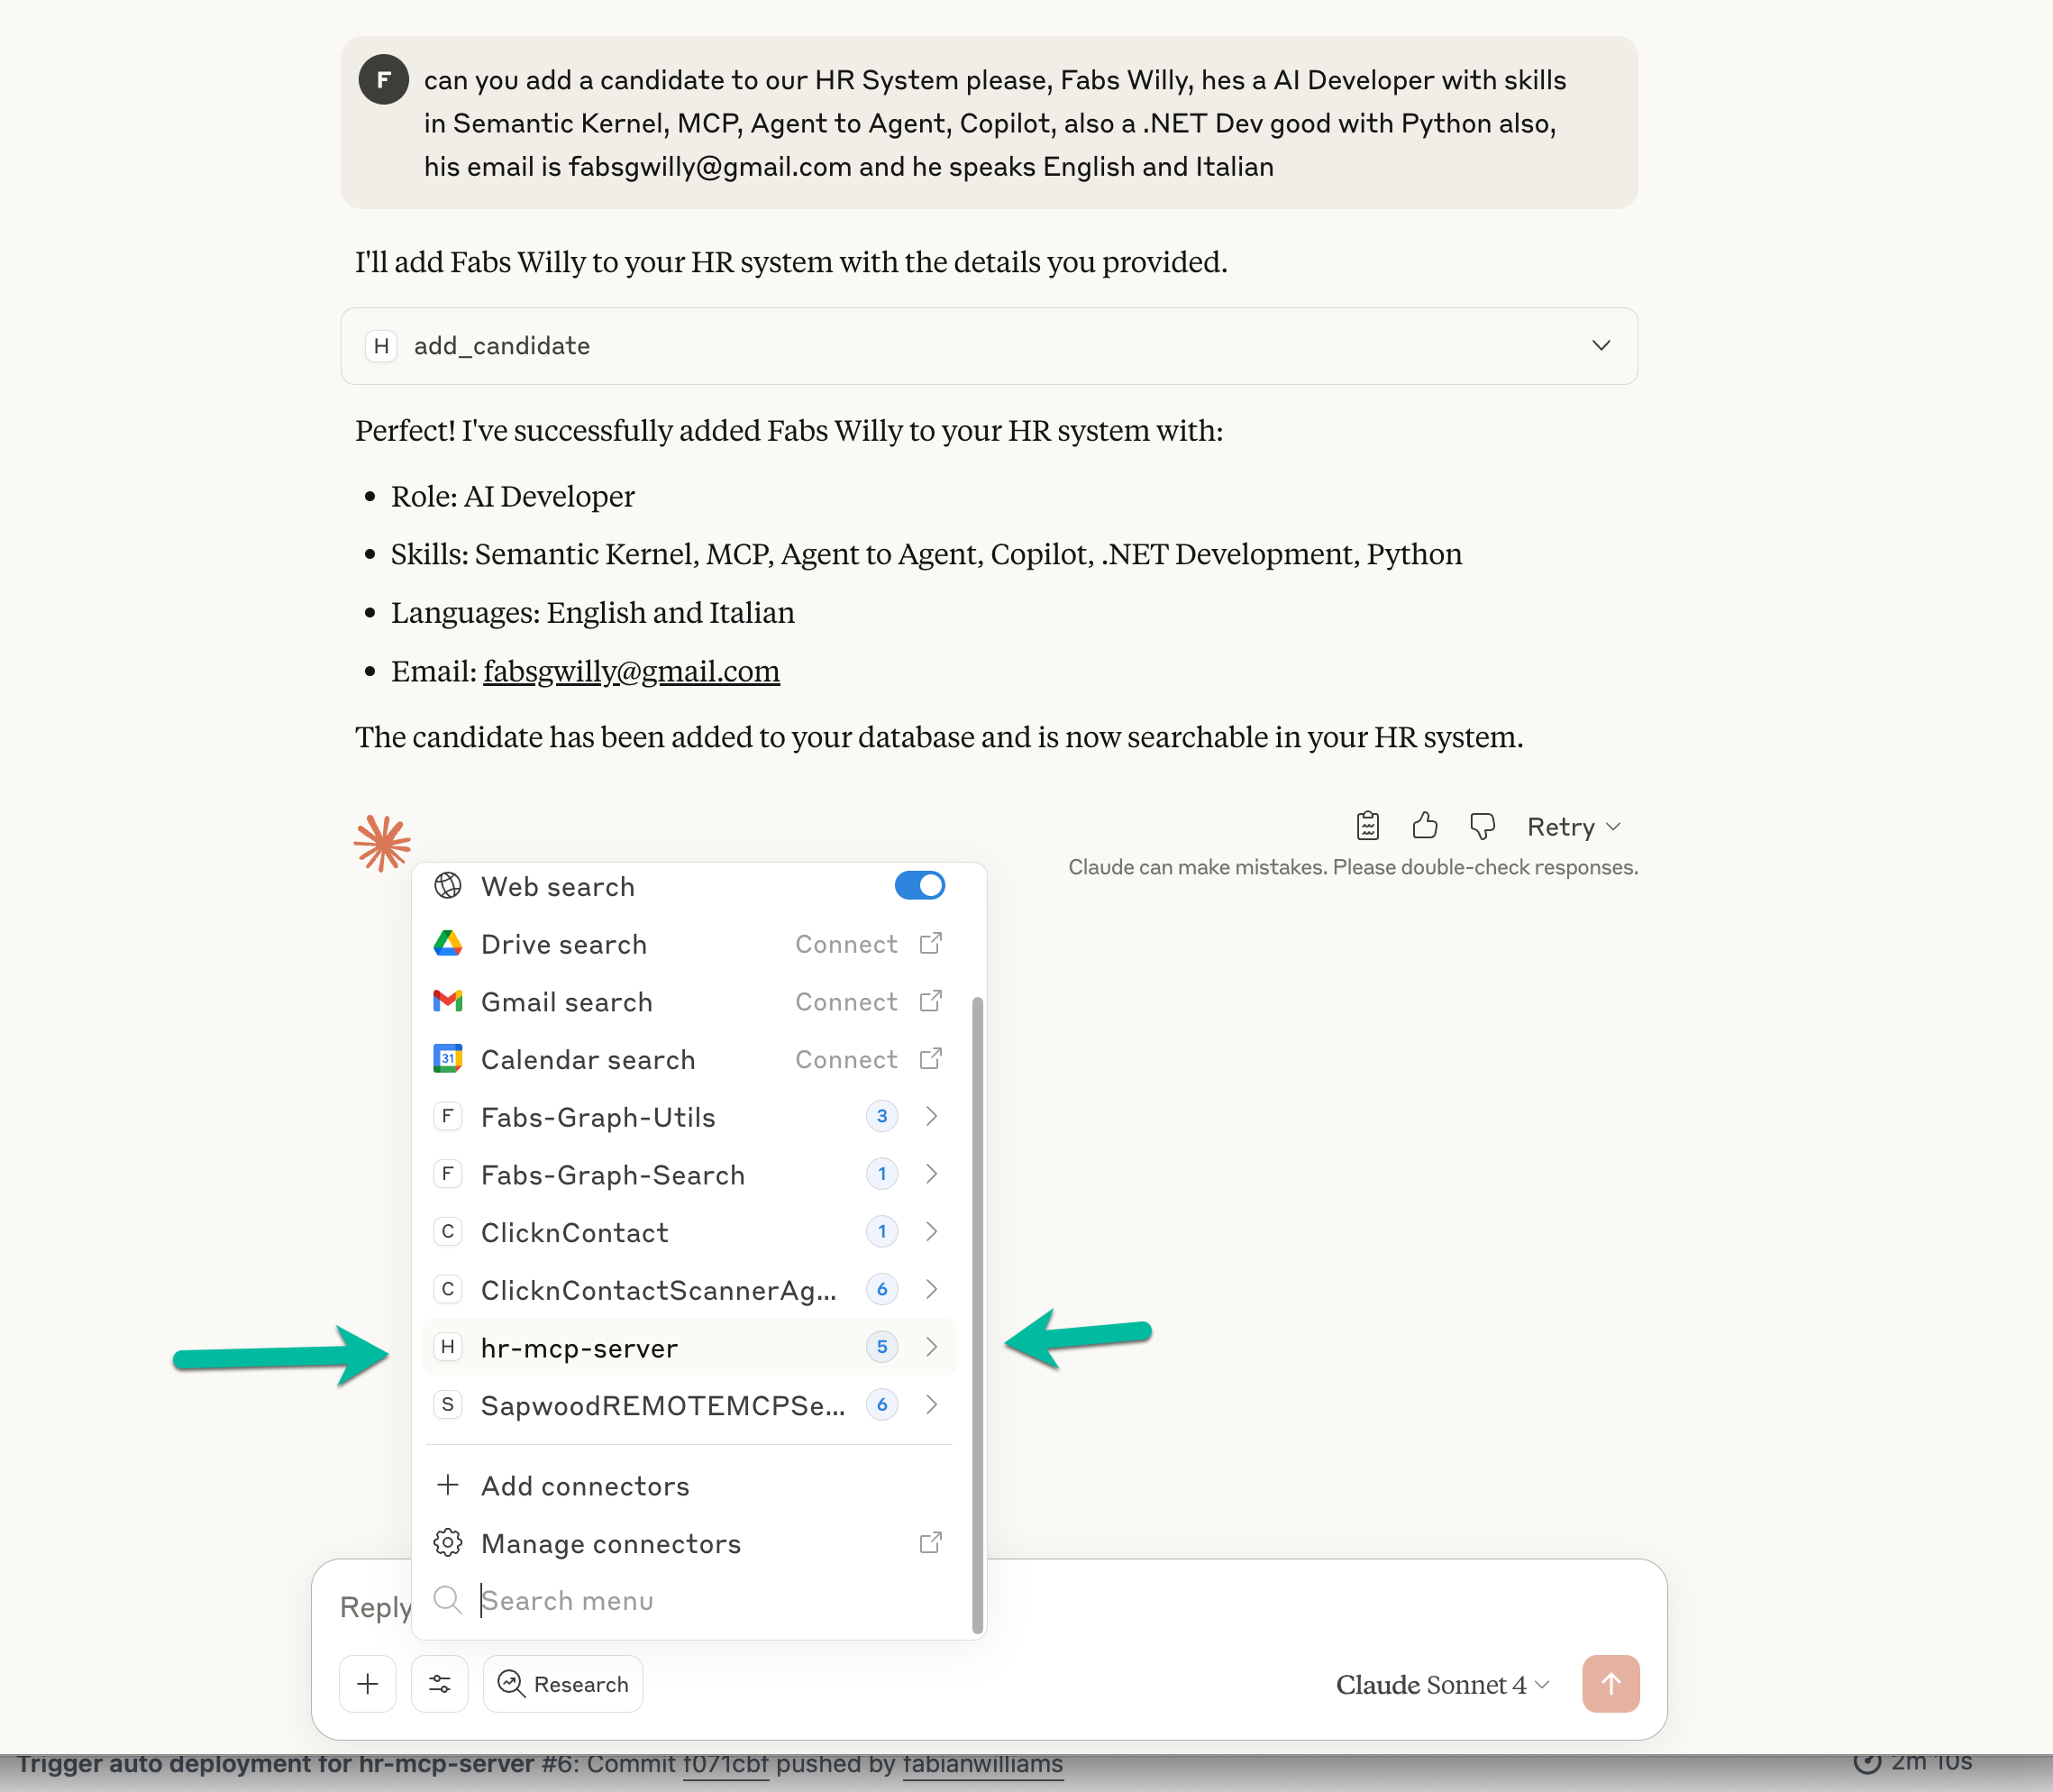 F
can you add a candidate to our HR System please, Fabs Willy, hes a AI Developer with skills
in Semantic Kernel, MCP, Agent to Agent, Copilot, also a .NET Dev good with Python also,
his email is fabsgwilly@gmail.com and he speaks English and Italian
I'll add Fabs Willy to your HR system with the details you provided.
H add_candidate
Perfect! I've successfully added Fabs Willy to your HR system with:
• Role: AI Developer
• Skills: Semantic Kernel, MCP, Agent to Agent, Copilot, .NET Development, Python
• Languages: English and Italian
• Email: fabsgwilly@gmail.com
The candidate has been added to your database and is now searchable in your HR system.
Retry
Claude can make mistakes. Please double-check responses.
Web search
Drive search Connect
Gmail search Connect
31 Calendar search Connect
F Fabs-Graph-Utils 3
F Fabs-Graph-Search 1
C ClicknContact 1
C ClicknContactScannerAg... 6
H hr-mcp-server 5
S SapwoodREMOTEMCPSe... 6
Add connectors
Manage connectors
Search menu
Reply
Research
Claude Sonnet 4
Trigger auto deployment for hr-mcp-server #6: Commit f071cbf pushed by fabianwilliams
2m 10s